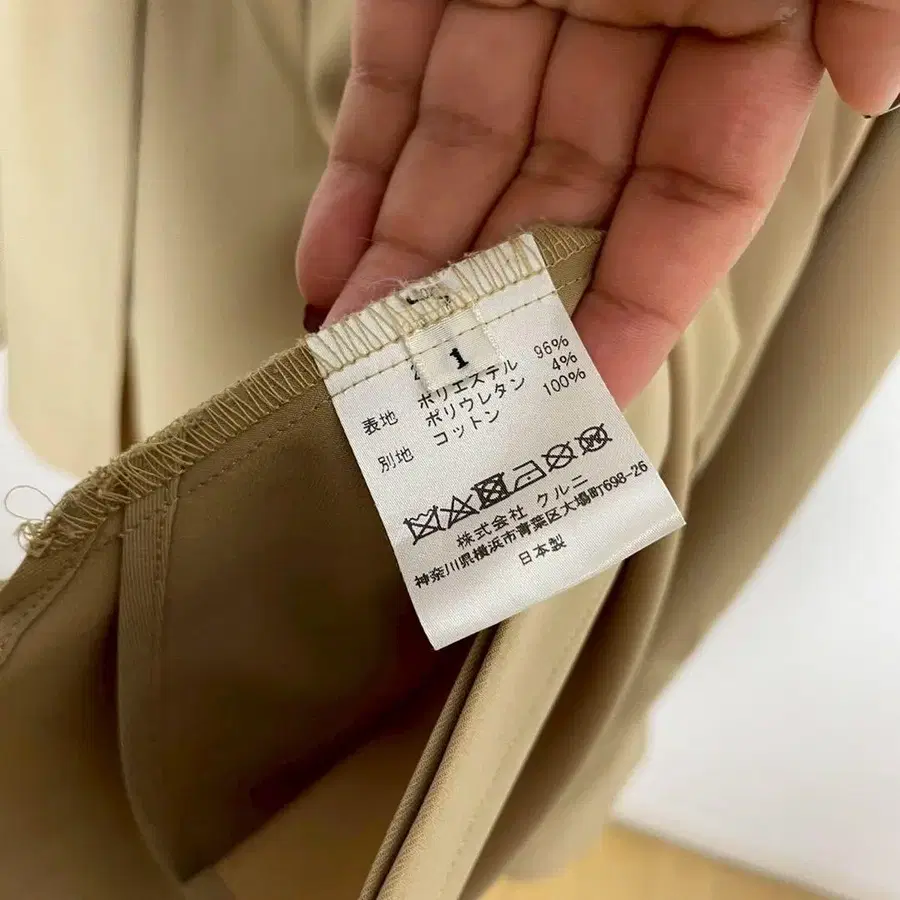 1
表地 ポリエステル 96%
ポリウレタン 4%
別地 コットン 100%
株式会社 クルニ
神奈川県横浜市青葉区大場町698-26
日本製